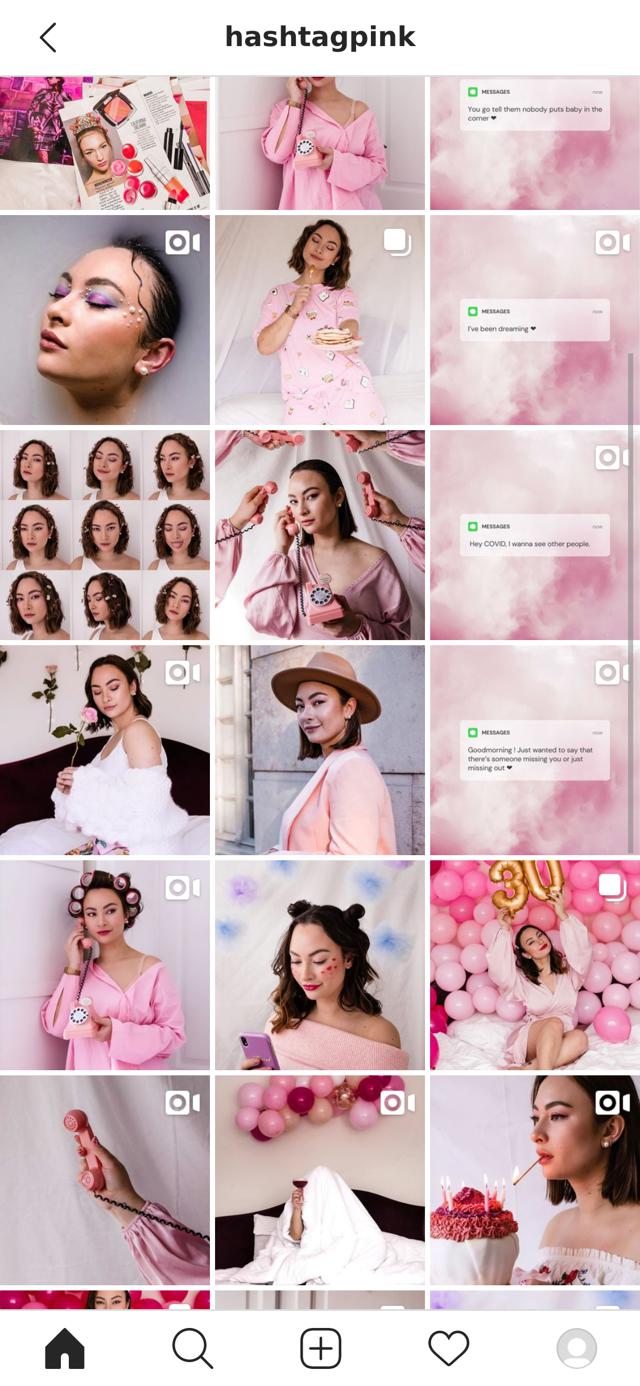 hashtagpink
MESSAGES now
You go tell them nobody puts baby in the
corner ❤
MESSAGES now
I've been dreaming ❤
MESSAGES now
Hey COVID, I wanna see other people.
MESSAGES now
Goodmorning ! Just wanted to say that
there's someone missing you or just
missing out ❤
30